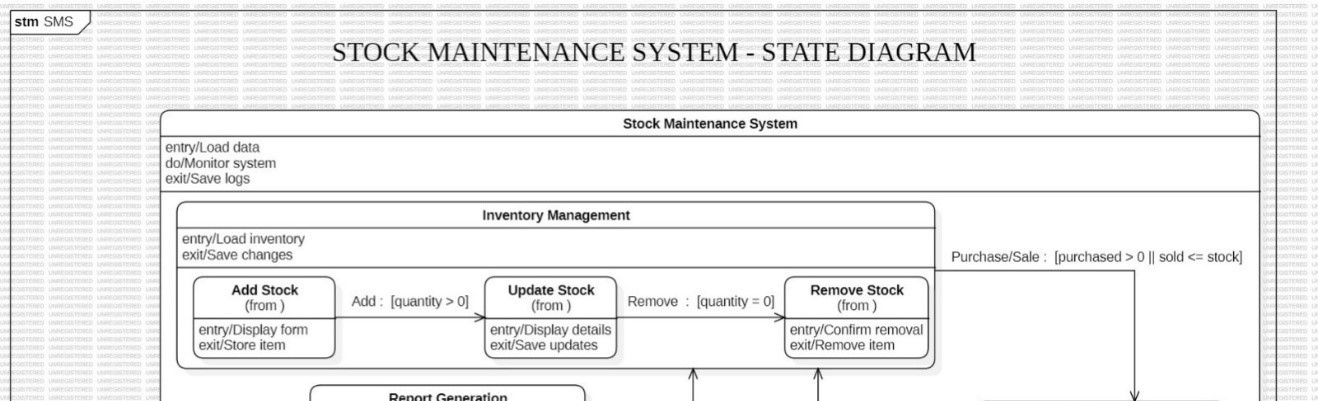 stm SMS
STOCK MAINTENANCE SYSTEM - STATE DIAGRAM
Stock Maintenance System
entry/Load data
do/Monitor system
exit/Save logs
Inventory Management
entry/Load inventory
exit/Save changes
Purchase/Sale : [purchased > 0 || sold <= stock]
Add Stock
(from )
entry/Display form
exit/Store item
Add : [quantity > 0]
Update Stock
(from )
entry/Display details
exit/Save updates
Remove : [quantity = 0]
Remove Stock
(from )
entry/Confirm removal
exit/Remove item
Report Generation
UNREGISTERED